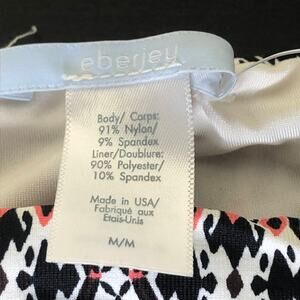 eberjey
Body/ Corps:
91% Nylon/
9% Spandex
Liner/Doublure:
90% Polyester/
10% Spandex
Made in USA/
Fabriqué aux
États-Unis
M/M